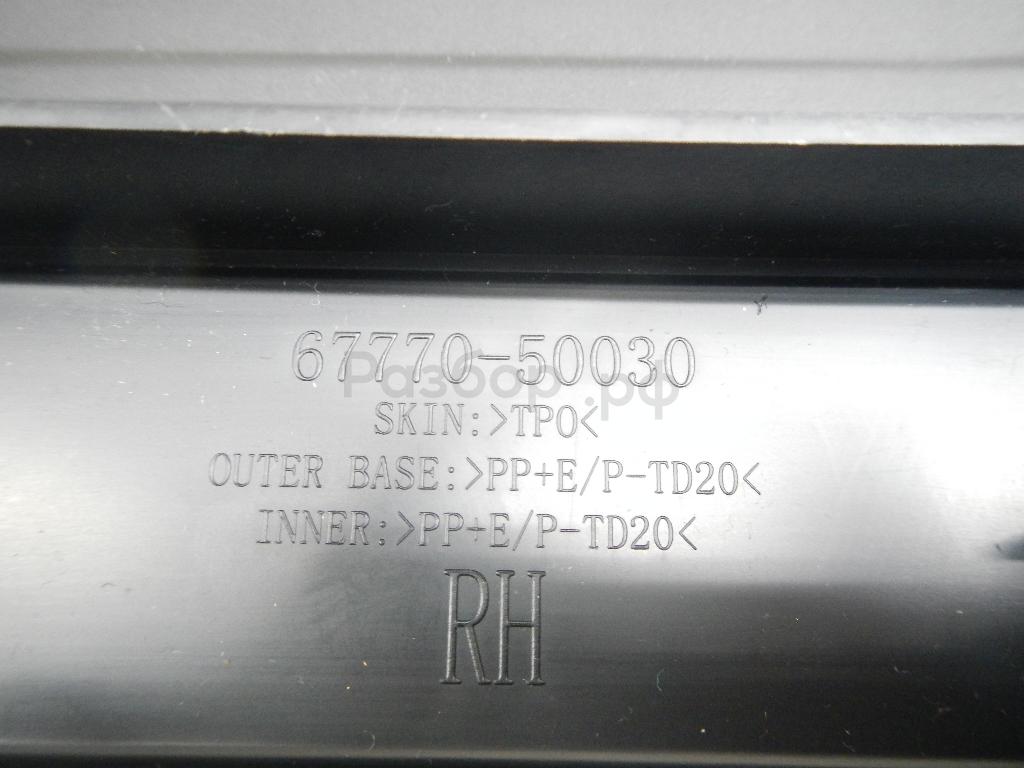 67770-50030
Разбор.рф
SKIN:>TPO<
OUTER BASE:>PP+E/P-TD20<
INNER:>PP+E/P-TD20<
RH